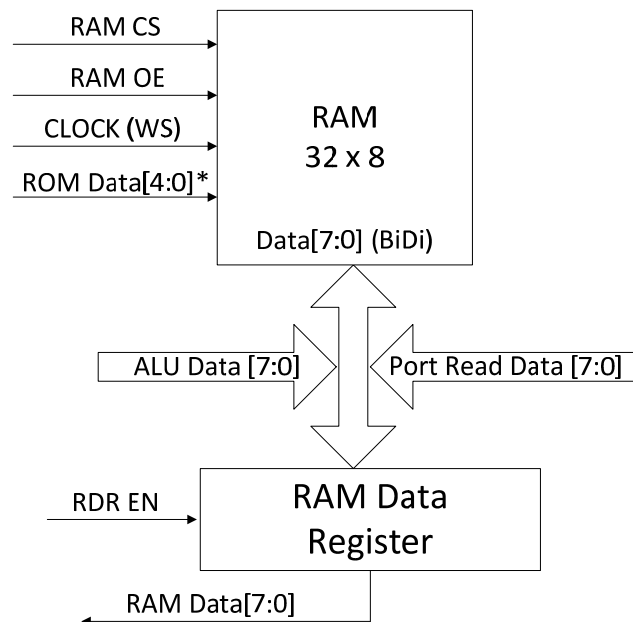 RAM CS
RAM OE
CLOCK (WS)
ROM Data[4:0]*
RAM
32 x 8
Data[7:0] (BiDi)
ALU Data [7:0]
Port Read Data [7:0]
RDR EN
RAM Data
Register
RAM Data[7:0]